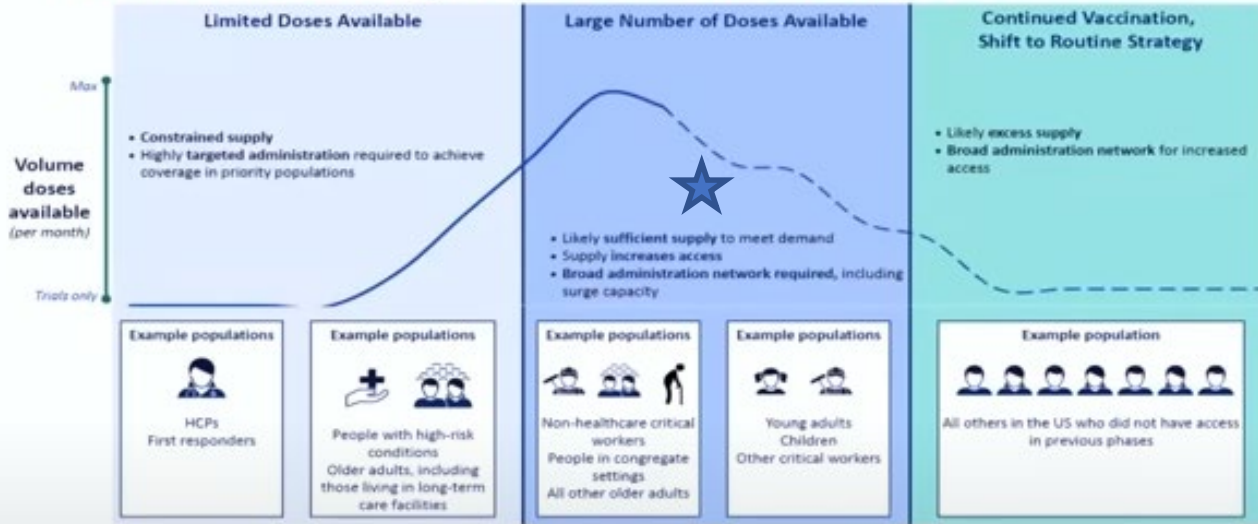 Limited Doses Available
Large Number of Doses Available
Continued Vaccination,
Shift to Routine Strategy
Max
Volume
doses
available
(per month)
Trials only
• Constrained supply
• Highly targeted administration required to achieve
coverage in priority populations
• Likely sufficient supply to meet demand
• Supply increases access
• Broad administration network required, including
surge capacity
• Likely excess supply
• Broad administration network for increased
access
Example populations
HCPs
First responders
Example populations
People with high-risk
conditions
Older adults, including
those living in long-term
care facilities
Example populations
Non-healthcare critical
workers
People in congregate
settings
All other older adults
Example populations
Young adults
Children
Other critical workers
Example population
All others in the US who did not have access
in previous phases